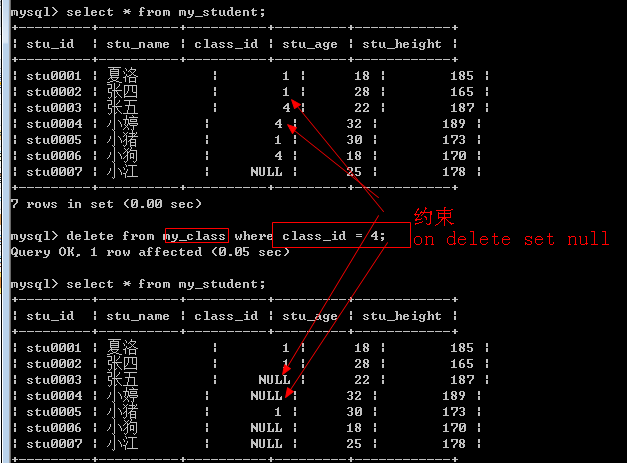 mysql> select * from my_student;
+---------+----------+----------+---------+------------+
| stu_id | stu_name | class_id | stu_age | stu_height |
+---------+----------+----------+---------+------------+
| stu0001 | 夏洛 | 1 | 18 | 185 |
| stu0002 | 张四 | 1 | 28 | 165 |
| stu0003 | 张五 | 4 | 22 | 187 |
| stu0004 | 小婷 | 4 | 32 | 189 |
| stu0005 | 小猪 | 1 | 30 | 173 |
| stu0006 | 小狗 | 4 | 18 | 170 |
| stu0007 | 小江 | NULL | 25 | 178 |
+---------+----------+----------+---------+------------+
7 rows in set (0.00 sec)
约束
mysql> delete from my_class where class_id = 4;
on delete set null
Query OK, 1 row affected (0.05 sec)
mysql> select * from my_student;
+---------+----------+----------+---------+------------+
| stu_id | stu_name | class_id | stu_age | stu_height |
+---------+----------+----------+---------+------------+
| stu0001 | 夏洛 | 1 | 18 | 185 |
| stu0002 | 张四 | 1 | 28 | 165 |
| stu0003 | 张五 | NULL | 22 | 187 |
| stu0004 | 小婷 | NULL | 32 | 189 |
| stu0005 | 小猪 | 1 | 30 | 173 |
| stu0006 | 小狗 | NULL | 18 | 170 |
| stu0007 | 小江 | NULL | 25 | 178 |
+---------+----------+----------+---------+------------+